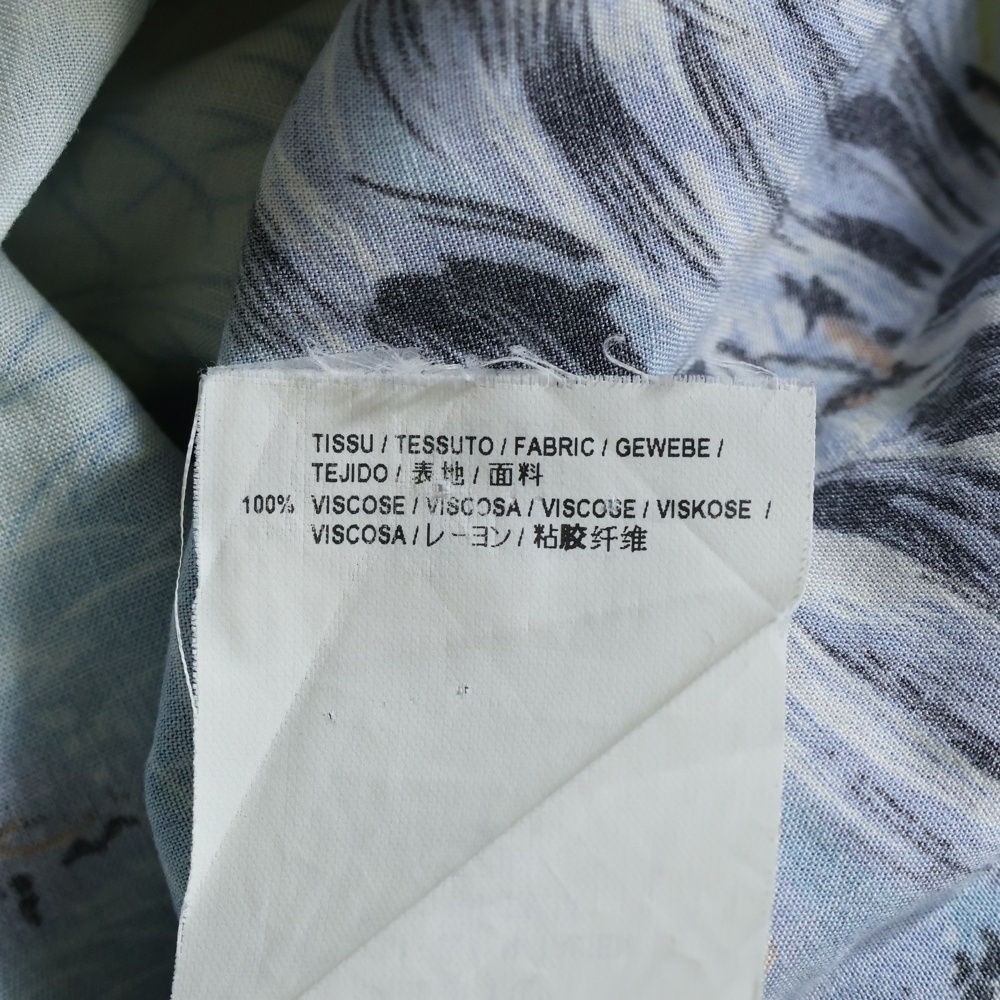 TISSU / TESSUTO / FABRIC / GEWEBE /
TEJIDO / 表地 / 面料
100% VISCOSE / VISCOSA / VISCOSE / VISKOSE /
VISCOSA / レーヨン / 粘胶纤维